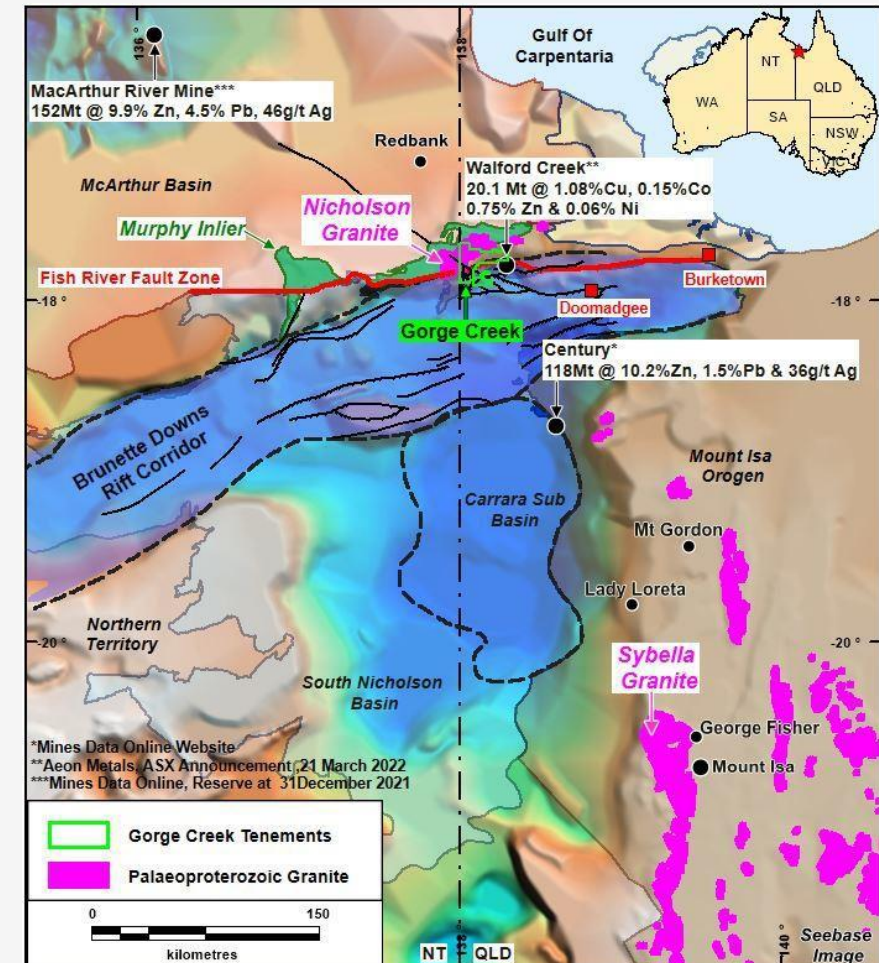 136°
138°
Gulf Of
Carpentaria
NT
QLD
WA
SA
NSW
VIC
MacArthur River Mine***
152Mt @ 9.9% Zn, 4.5% Pb, 46g/t Ag
Redbank
McArthur Basin
Walford Creek**
20.1 Mt @ 1.08%Cu, 0.15%Co
0.75% Zn & 0.06% Ni
Nicholson
Granite
Murphy Inlier
Fish River Fault Zone
Burketown
-18°
-18°
Doomadgee
Gorge Creek
Century*
118Mt @ 10.2%Zn, 1.5%Pb & 36g/t Ag
Brunette Downs
Rift Corridor
Mount Isa
Orogen
Carrara Sub
Basin
Mt Gordon
Lady Loreta
Northern
Territory
-20°
-20°
Sybella
Granite
South Nicholson
Basin
George Fisher
Mount Isa
*Mines Data Online Website
**Aeon Metals, ASX Announcement 21 March 2022
***Mines Data Online, Reserve at 31December 2021
Gorge Creek Tenements
Palaeoproterozoic Granite
0
150
kilometres
NT
138°
QLD
140°
Seebase
Image